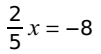 2/5 x = −8